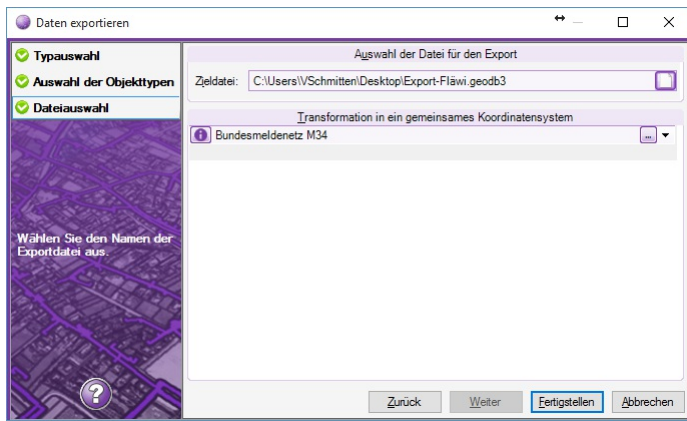 Daten exportieren
Typauswahl
Auswahl der Objekttypen
Dateiauswahl
Wählen Sie den Namen der
Exportdatei aus.
?
Auswahl der Datei für den Export
Zieldatei: C:\Users\VSchmitten\Desktop\Export-Fläwi.geodb3
Transformation in ein gemeinsames Koordinatensystem
Bundesmeldenetz M34
...
Zurück Weiter Fertigstellen Abbrechen